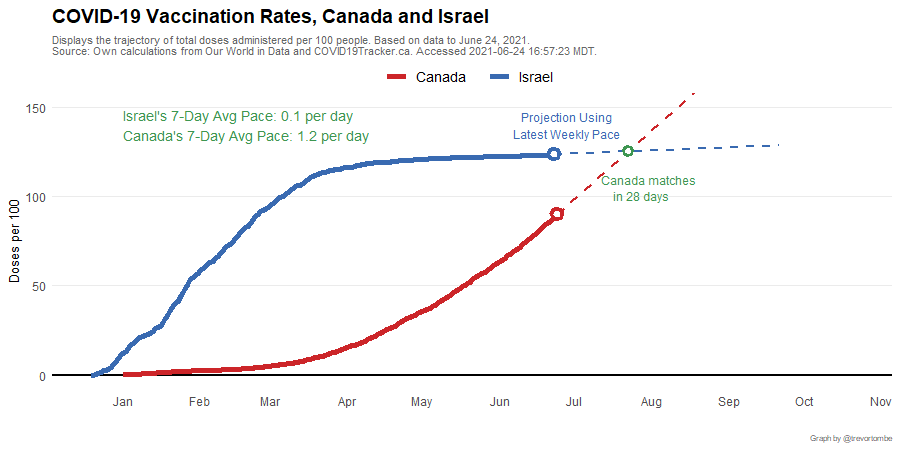 COVID-19 Vaccination Rates, Canada and Israel
Displays the trajectory of total doses administered per 100 people. Based on data to June 24, 2021.
Source: Own calculations from Our World in Data and COVID19Tracker.ca. Accessed 2021-06-24 16:57:23 MDT.
Canada Israel
150
Israel's 7-Day Avg Pace: 0.1 per day
Canada's 7-Day Avg Pace: 1.2 per day
Projection Using
Latest Weekly Pace
Canada matches
in 28 days
100
50
0
Doses per 100
Jan Feb Mar Apr May Jun Jul Aug Sep Oct Nov
Graph by @trevortombe